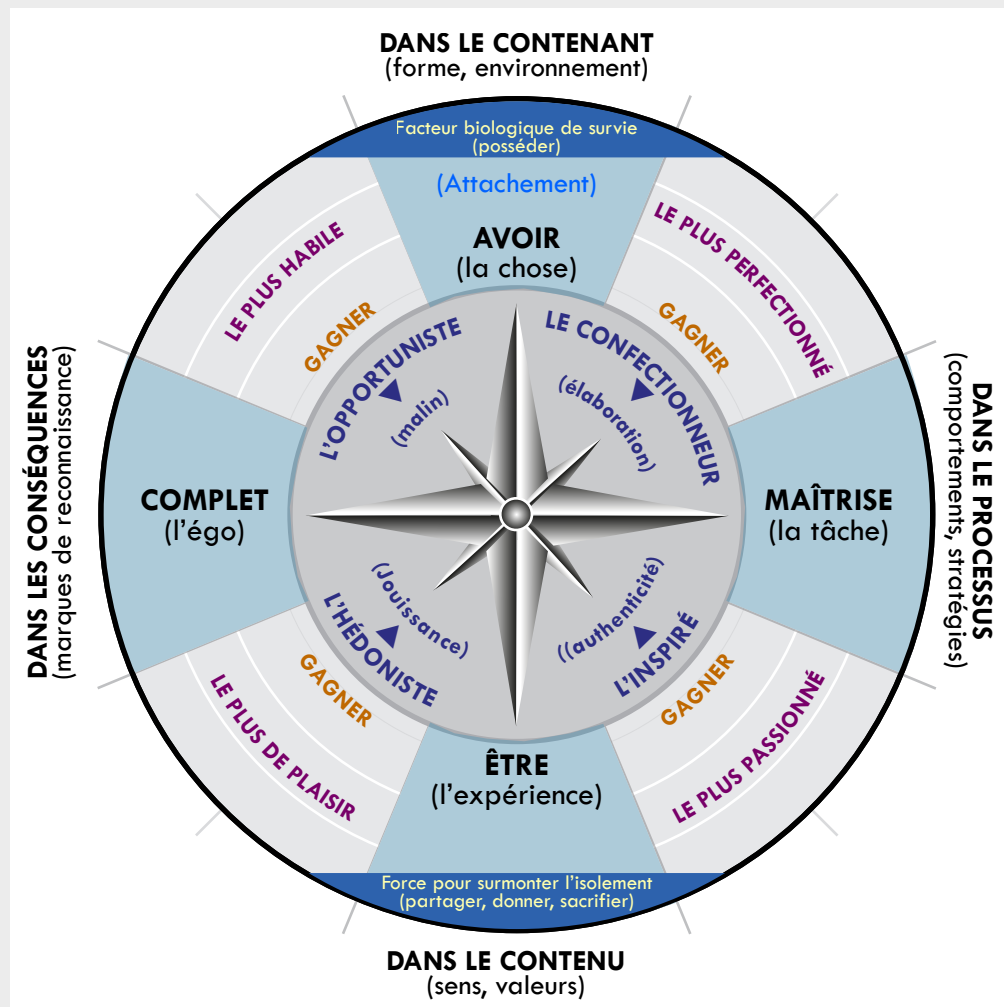 DANS LE CONTENANT
(forme, environnement)
Facteur biologique de survie
(posséder)
(Attachement)
AVOIR
(la chose)
LE PLUS HABILE
GAGNER
LE PLUS PERFECTIONNÉ
GAGNER
L'OPPORTUNISTE
(malin)
LE CONFECTIONNEUR
(élaboration)
DANS LES CONSÉQUENCES
(marques de reconnaissance)
COMPLET
(l'égo)
MAÎTRISE
(la tâche)
DANS LE PROCESSUS
(comportements, stratégies)
(Jouissance)
L'HÉDONISTE
((authenticité)
L'INSPIRÉ
GAGNER
LE PLUS DE PLAISIR
GAGNER
LE PLUS PASSIONNÉ
ÊTRE
(l'expérience)
Force pour surmonter l'isolement
(partager, donner, sacrifier)
DANS LE CONTENU
(sens, valeurs)